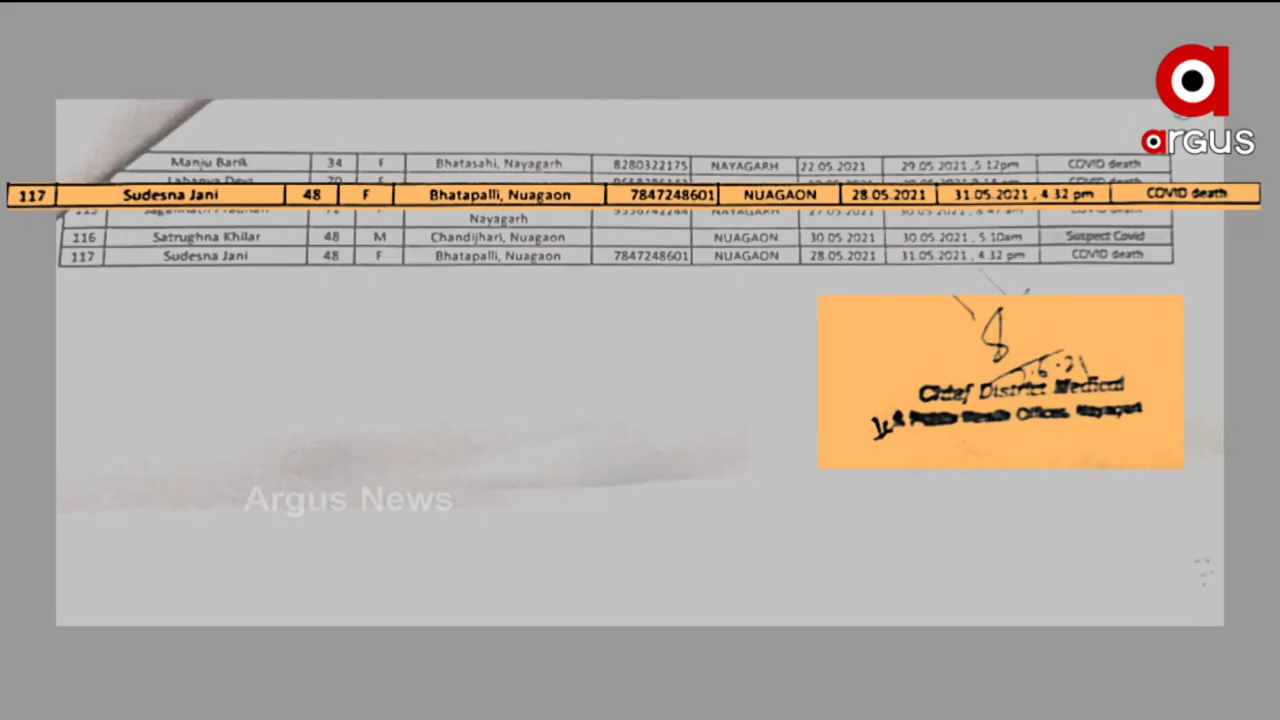 argus
Manju Barik 34 F Bhatasahi, Nayagarh 8280322175 NAYAGARH 22.05.2021 29.05.2021 ,5.12pm COVID death
117 Sudesna Jani 48 F Bhatapalli, Nuagaon 7847248601 NUAGAON 28.05.2021 31.05.2021 , 4.32 pm COVID death
Nayagarh
116 Satrughna Khilar 48 M Chandijhari, Nuagaon NUAGAON 30.05.2021 30.05.2021 , 5.10am Suspect Covid
117 Sudesna Jani 48 F Bhatapalli, Nuagaon 7847248601 NUAGAON 28.05.2021 31.05.2021 , 4.32 pm COVID death
Chief District Medical
Argus News